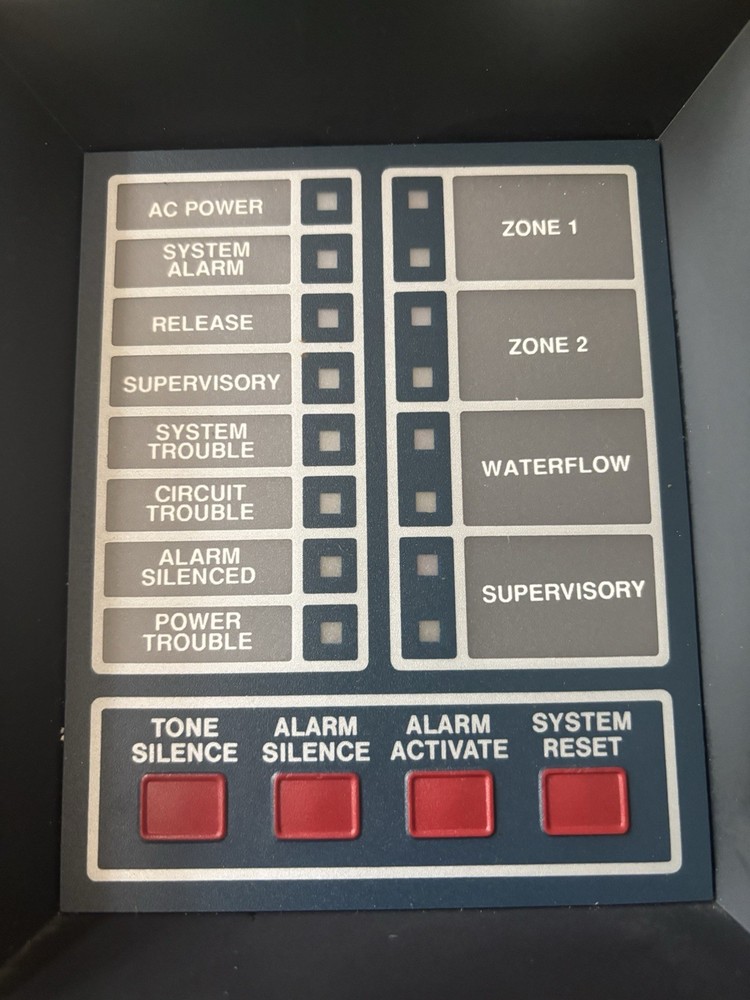 AC POWER
SYSTEM
ALARM
RELEASE
SUPERVISORY
SYSTEM
TROUBLE
CIRCUIT
TROUBLE
ALARM
SILENCED
POWER
TROUBLE
ZONE 1
ZONE 2
WATERFLOW
SUPERVISORY
TONE
SILENCE
ALARM
SILENCE
ALARM
ACTIVATE
SYSTEM
RESET